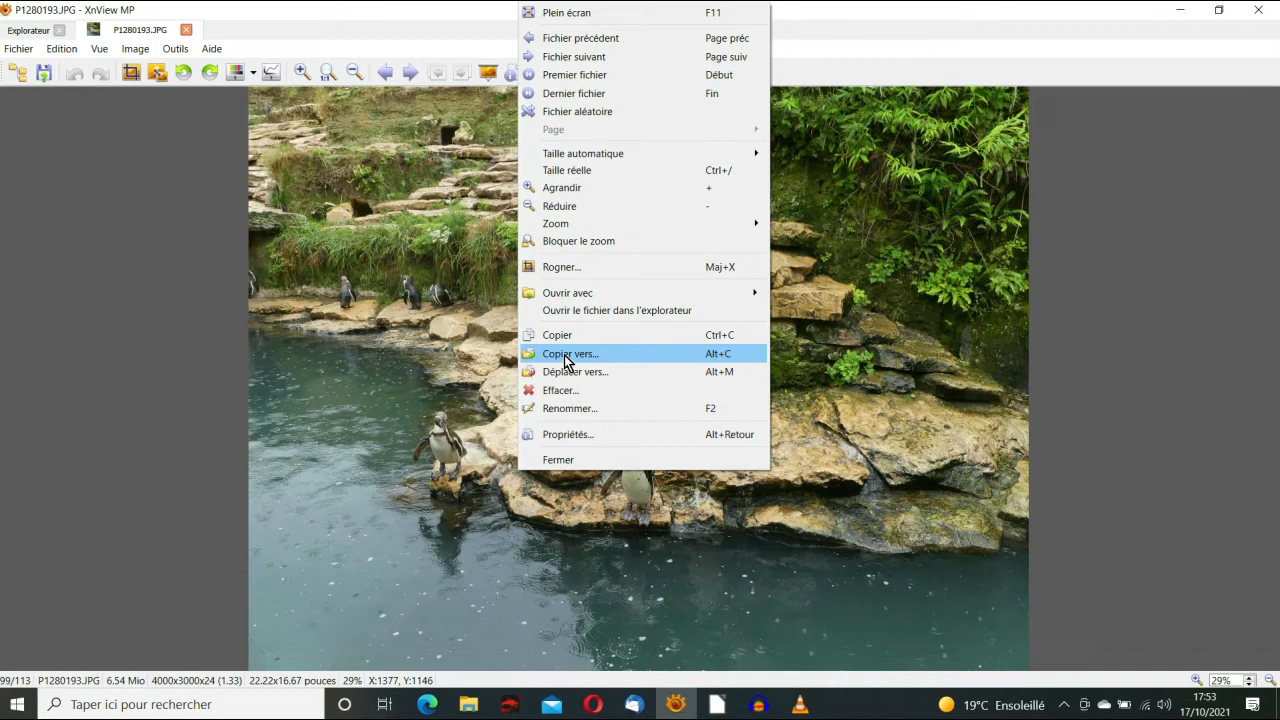 P1280193.JPG - XnView MP
Explorateur
P1280193.JPG
Fichier Edition Vue Image Outils Aide
Plein écran F11
Fichier précédent Page préc
Fichier suivant Page suiv
Premier fichier Début
Dernier fichier Fin
Fichier aléatoire
Page
Taille automatique
Taille réelle Ctrl+/
Agrandir +
Réduire -
Zoom
Bloquer le zoom
Rogner... Maj+X
Ouvrir avec
Ouvrir le fichier dans l'explorateur
Copier Ctrl+C
Copier vers... Alt+C
Déplacer vers... Alt+M
Effacer...
Renommer... F2
Propriétés... Alt+Retour
Fermer
99/113 P1280193.JPG 6.54 Mio 4000x3000x24 (1.33) 22.22x16.67 pouces 29% X:1377, Y:1146
29%
Taper ici pour rechercher
19°C Ensoleillé
17:53
17/10/2021